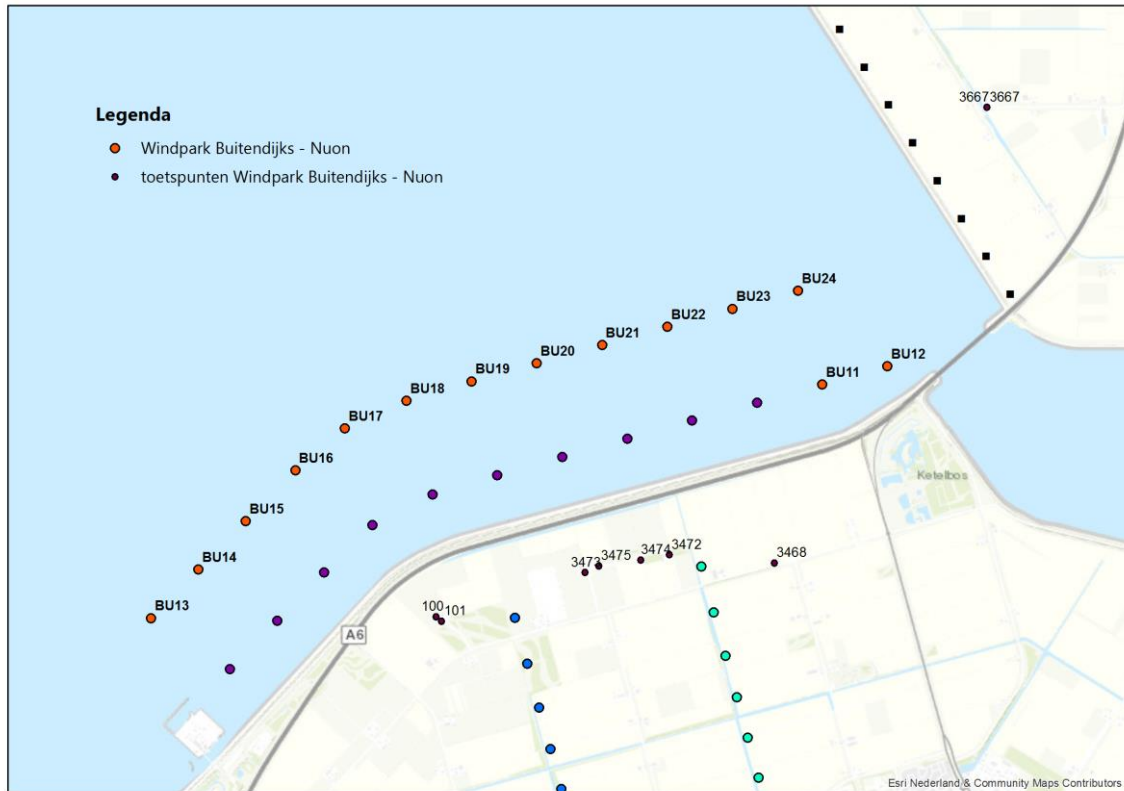 36673667
Legenda
Windpark Buitendijks - Nuon
toetspunten Windpark Buitendijks - Nuon
BU24
BU23
BU22
BU21
BU20
BU12
BU19
BU11
BU18
BU17
BU16
Ketelbos
BU15
3472
3474
3475
3473
3468
BU14
BU13
100
101
A6
Esri Nederland & Community Maps Contributors